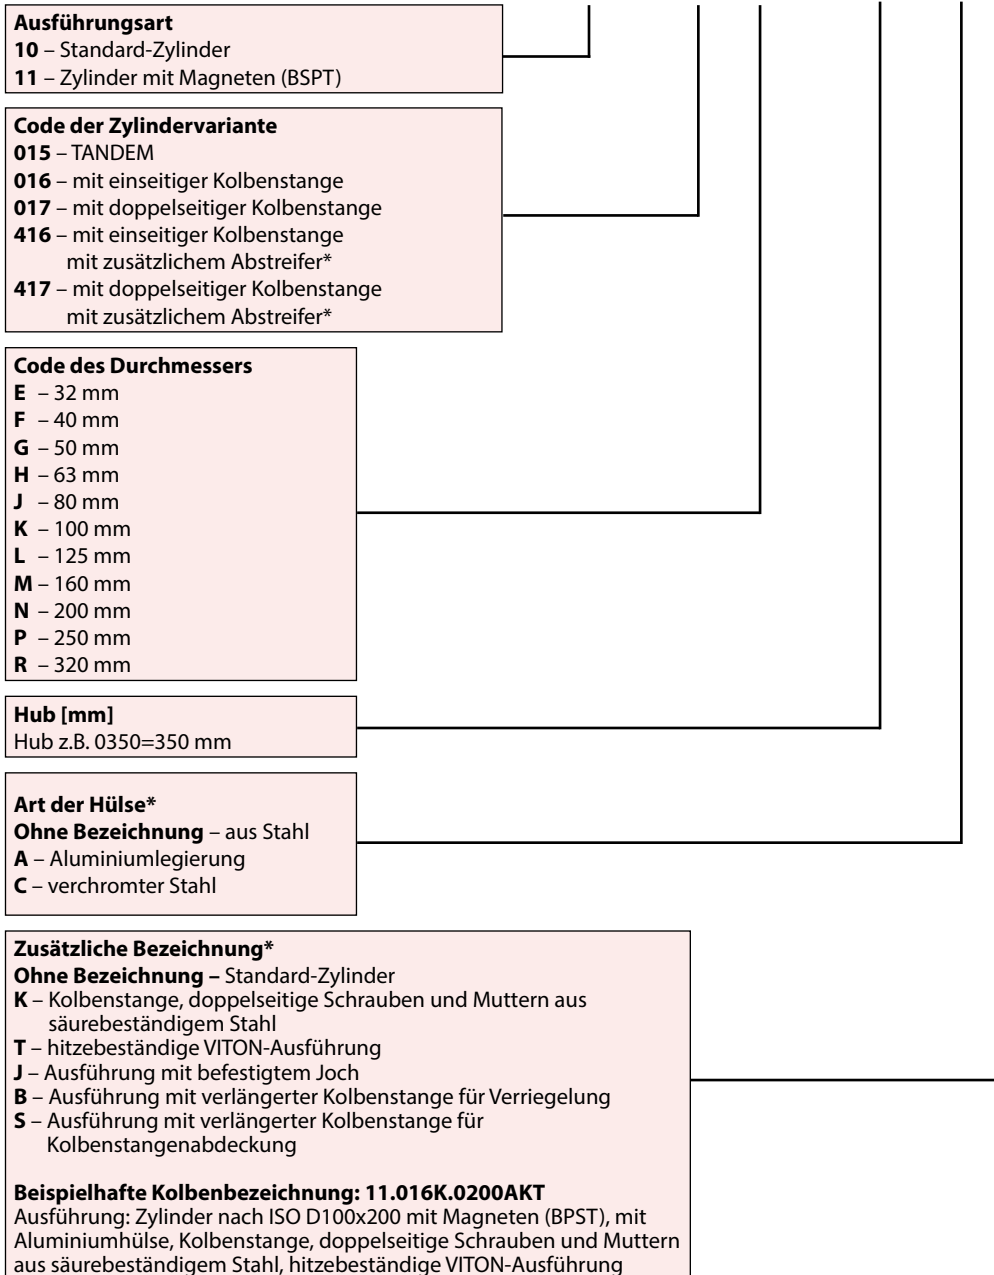 Ausführungsart
10 – Standard-Zylinder
11 – Zylinder mit Magneten (BSPT)
Code der Zylindervariante
015 – TANDEM
016 – mit einseitiger Kolbenstange
017 – mit doppelseitiger Kolbenstange
416 – mit einseitiger Kolbenstange
mit zusätzlichem Abstreifer*
417 – mit doppelseitiger Kolbenstange
mit zusätzlichem Abstreifer*
Code des Durchmessers
E – 32 mm
F – 40 mm
G – 50 mm
H – 63 mm
J – 80 mm
K – 100 mm
L – 125 mm
M – 160 mm
N – 200 mm
P – 250 mm
R – 320 mm
Hub [mm]
Hub z.B. 0350=350 mm
Art der Hülse*
Ohne Bezeichnung – aus Stahl
A – Aluminiumlegierung
C – verchromter Stahl
Zusätzliche Bezeichnung*
Ohne Bezeichnung – Standard-Zylinder
K – Kolbenstange, doppelseitige Schrauben und Muttern aus
säurebeständigem Stahl
T – hitzebeständige VITON-Ausführung
J – Ausführung mit befestigtem Joch
B – Ausführung mit verlängerter Kolbenstange für Verriegelung
S – Ausführung mit verlängerter Kolbenstange für
Kolbenstangenabdeckung
Beispielhafte Kolbenbezeichnung: 11.016K.0200AKT
Ausführung: Zylinder nach ISO D100x200 mit Magneten (BPST), mit
Aluminiumhülse, Kolbenstange, doppelseitige Schrauben und Muttern
aus säurebeständigem Stahl, hitzebeständige VITON-Ausführung